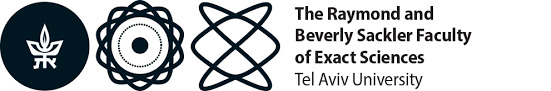 The Raymond and
Beverly Sackler Faculty
of Exact Sciences
Tel Aviv University